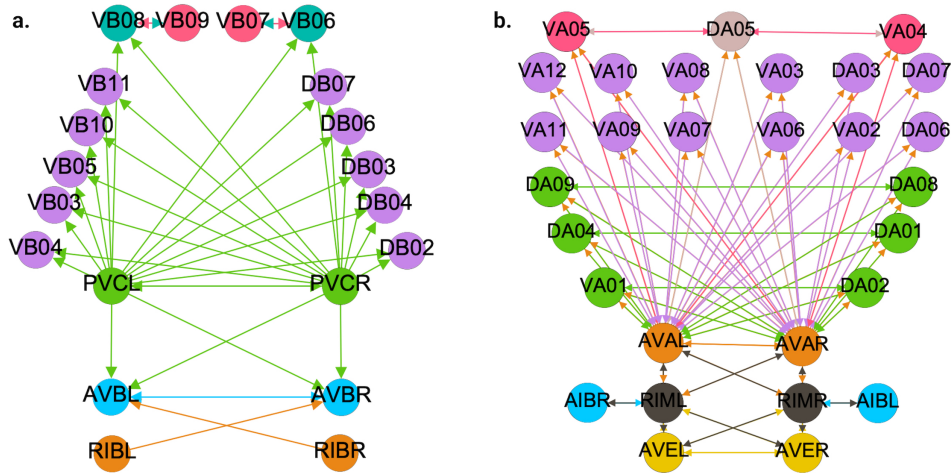 a.
VB08 VB09 VB07 VB06
VB11 DB07
VB10 DB06
VB05 DB03
VB03 DB04
VB04 DB02
PVCL PVCR
AVBL AVBR
RIBL RIBR
b.
VA05 DA05 VA04
VA12 VA10 VA08 VA03 DA03 DA07
VA11 VA09 VA07 VA06 VA02 DA06
DA09 DA08
DA04 DA01
VA01 DA02
AVAL AVAR
AIBR RIML RIMR AIBL
AVEL AVER